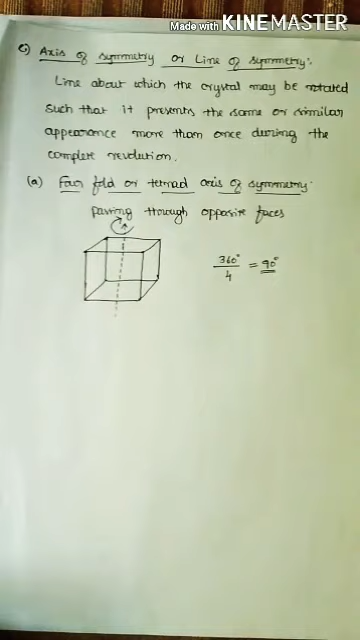 Made with KINEMASTER
c) Axis of symmetry or Line of symmetry:
Line about which the crystal may be rotated
such that it presents the same or similar
appearance more than once during the
complete revolution.
(a) Four fold or tetrad axis of symmetry:
passing through opposite faces
360°
4
= 90°